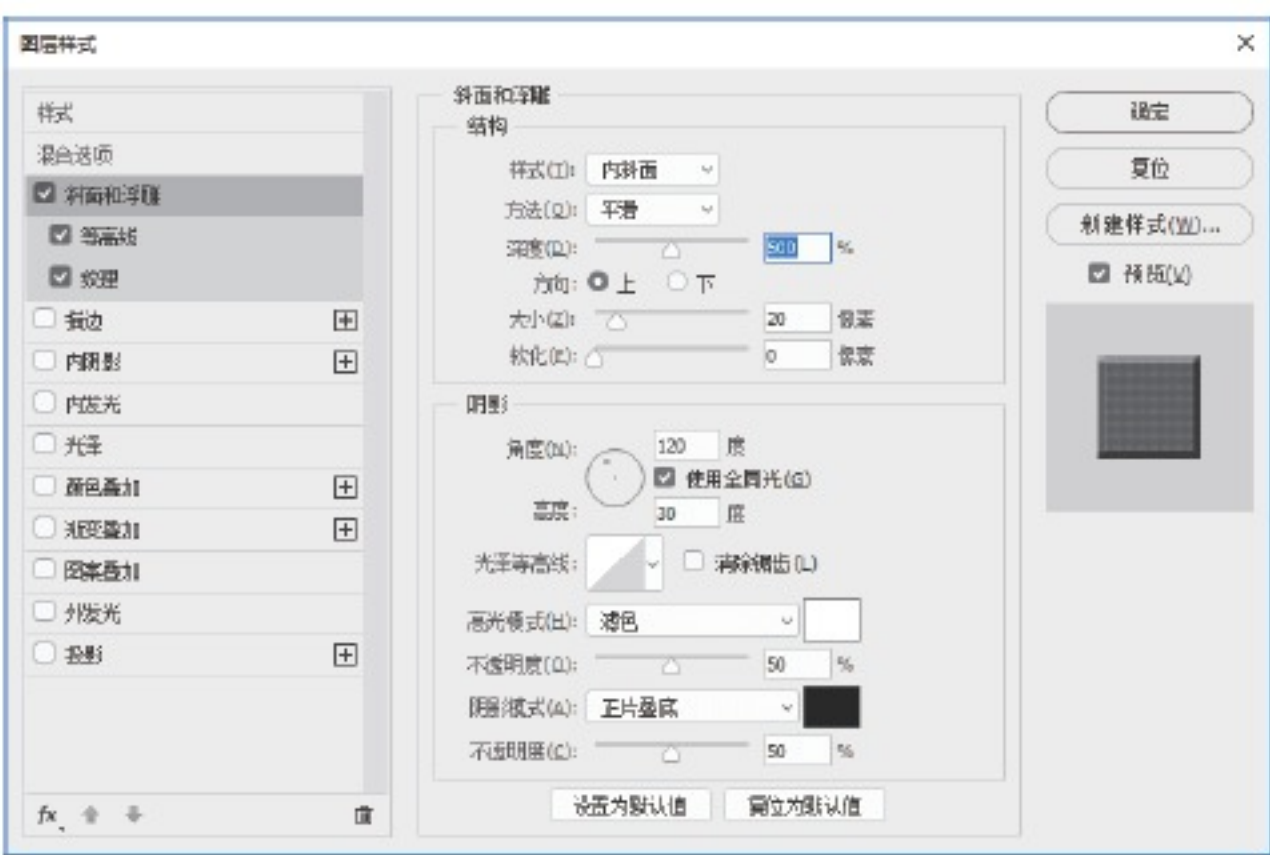 图层样式
样式
混合选项
斜面和浮雕
等高线
纹理
描边
内阴影
内发光
光泽
颜色叠加
渐变叠加
图案叠加
外发光
投影
fx
斜面和浮雕
结构
样式(T): 内斜面
方法(Q): 平滑
深度(D): 500 %
方向: 上 下
大小(Z): 20 像素
软化(F): 0 像素
阴影
角度(N): 120 度
使用全局光(G)
高度: 30 度
光泽等高线: 消除锯齿(L)
高光模式(H): 滤色
不透明度(O): 50 %
阴影模式(A): 正片叠底
不透明度(C): 50 %
设置为默认值 复位为默认值
确定
复位
新建样式(W)...
预览(V)